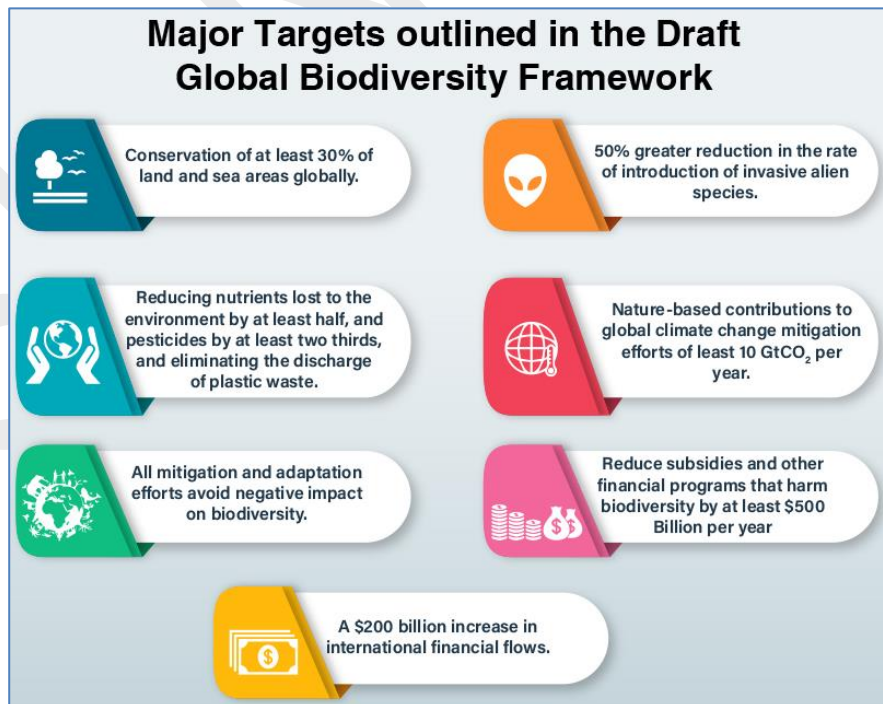 Major Targets outlined in the Draft
Global Biodiversity Framework
Conservation of at least 30% of
land and sea areas globally.
50% greater reduction in the rate
of introduction of invasive alien
species.
Reducing nutrients lost to the
environment by at least half, and
pesticides by at least two thirds,
and eliminating the discharge
of plastic waste.
Nature-based contributions to
global climate change mitigation
efforts of least 10 GtCO₂ per
year.
All mitigation and adaptation
efforts avoid negative impact
on biodiversity.
Reduce subsidies and other
financial programs that harm
biodiversity by at least $500
Billion per year
A $200 billion increase in
international financial flows.